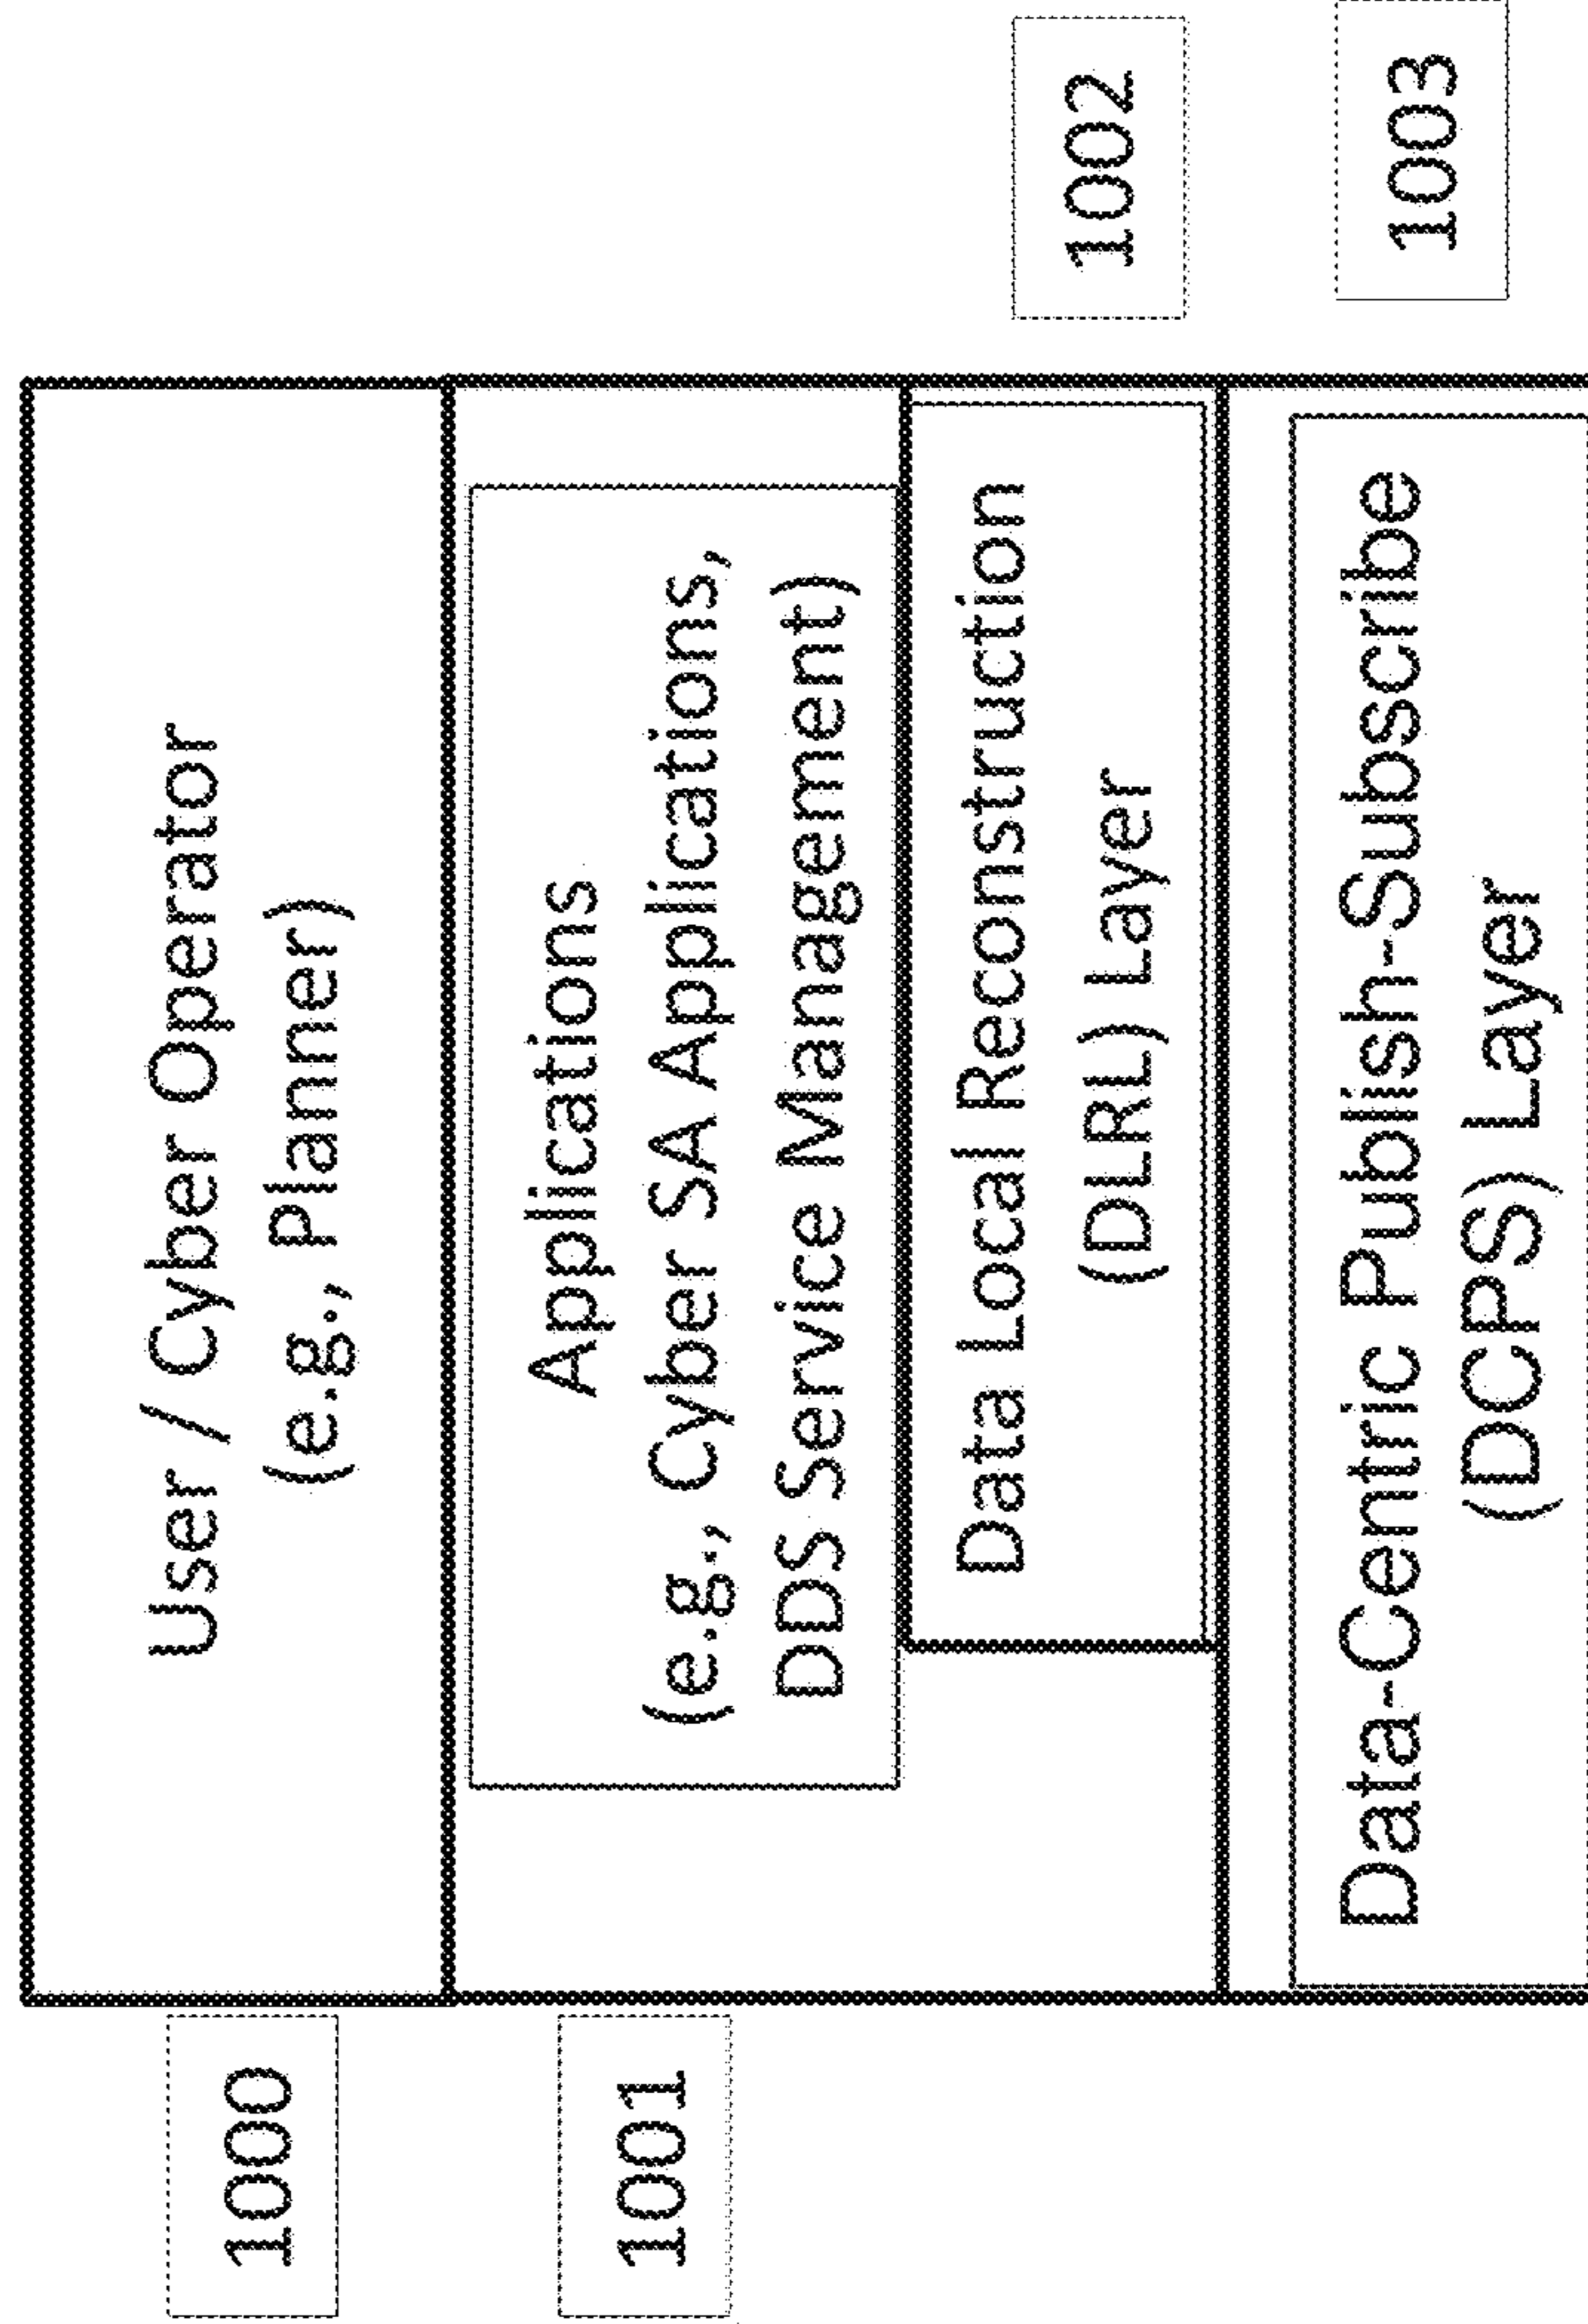 1000
User / Cyber Operator
(e.g., Planner)
1001
Applications
(e.g., Cyber SA Applications,
DDS Service Management)
Data Local Reconstruction
(DLRL) Layer
1002
Data-Centric Publish-Subscribe
(DCPS) Layer
1003